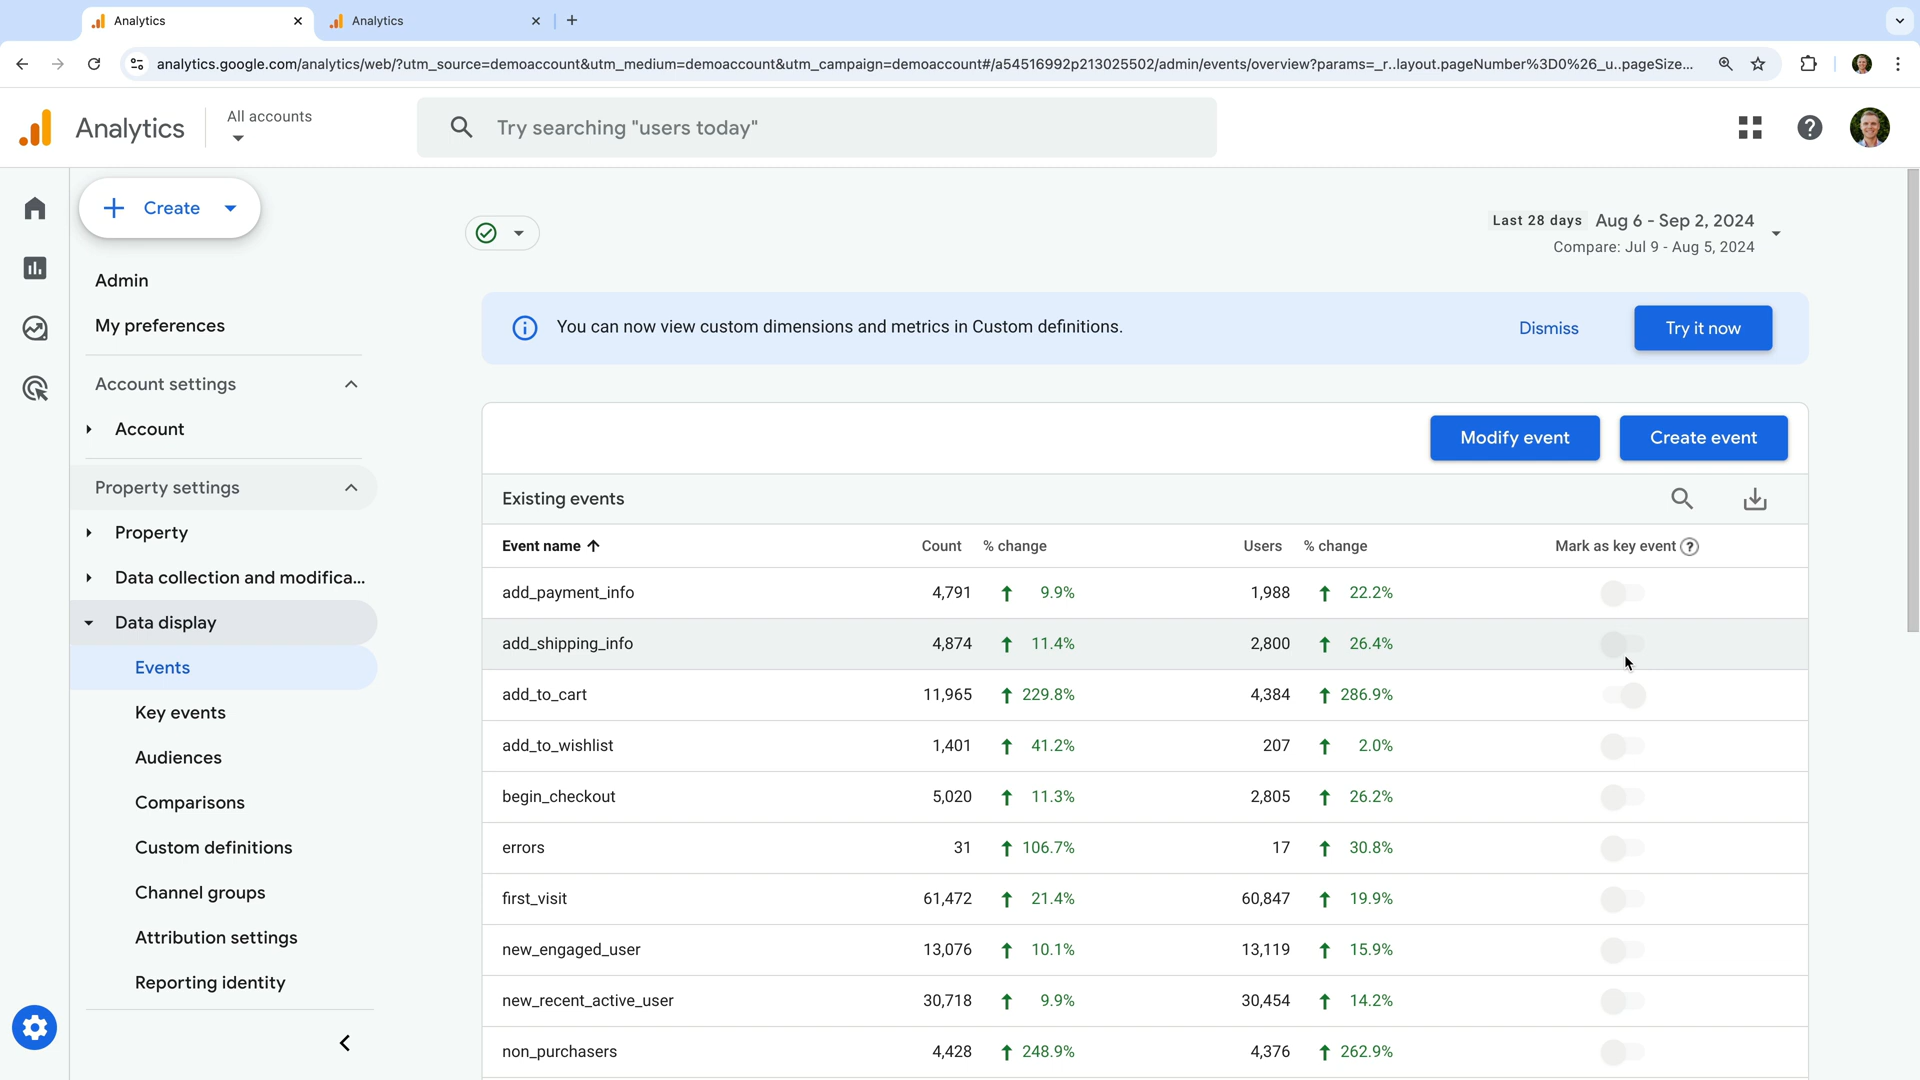 Analytics
Analytics
analytics.google.com/analytics/web/?utm_source=demoaccount&utm_medium=demoaccount&utm_campaign=demoaccount#/a54516992p213025502/admin/events/overview?params=_r..layout.pageNumber%3D0%26_u..pageSize...
Analytics
All accounts
Try searching "users today"
Create
Admin
My preferences
Account settings
Account
Property settings
Property
Data collection and modifica...
Data display
Events
Key events
Audiences
Comparisons
Custom definitions
Channel groups
Attribution settings
Reporting identity
Last 28 days Aug 6 - Sep 2, 2024
Compare: Jul 9 - Aug 5, 2024
You can now view custom dimensions and metrics in Custom definitions.
Dismiss
Try it now
Modify event
Create event
Existing events
Event name Count % change Users % change Mark as key event ?
add_payment_info 4,791 9.9% 1,988 22.2%
add_shipping_info 4,874 11.4% 2,800 26.4%
add_to_cart 11,965 229.8% 4,384 286.9%
add_to_wishlist 1,401 41.2% 207 2.0%
begin_checkout 5,020 11.3% 2,805 26.2%
errors 31 106.7% 17 30.8%
first_visit 61,472 21.4% 60,847 19.9%
new_engaged_user 13,076 10.1% 13,119 15.9%
new_recent_active_user 30,718 9.9% 30,454 14.2%
non_purchasers 4,428 248.9% 4,376 262.9%